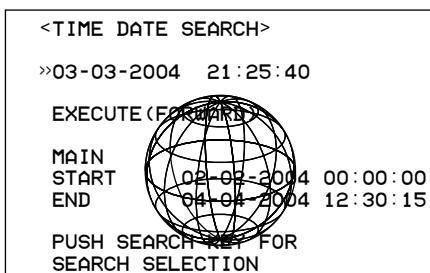 <TIME DATE SEARCH>
»03-03-2004 21:25:40
EXECUTE(FORWARD)
MAIN
START 02-02-2004 00:00:00
END 04-04-2004 12:30:15
PUSH SEARCH KEY FOR
SEARCH SELECTION